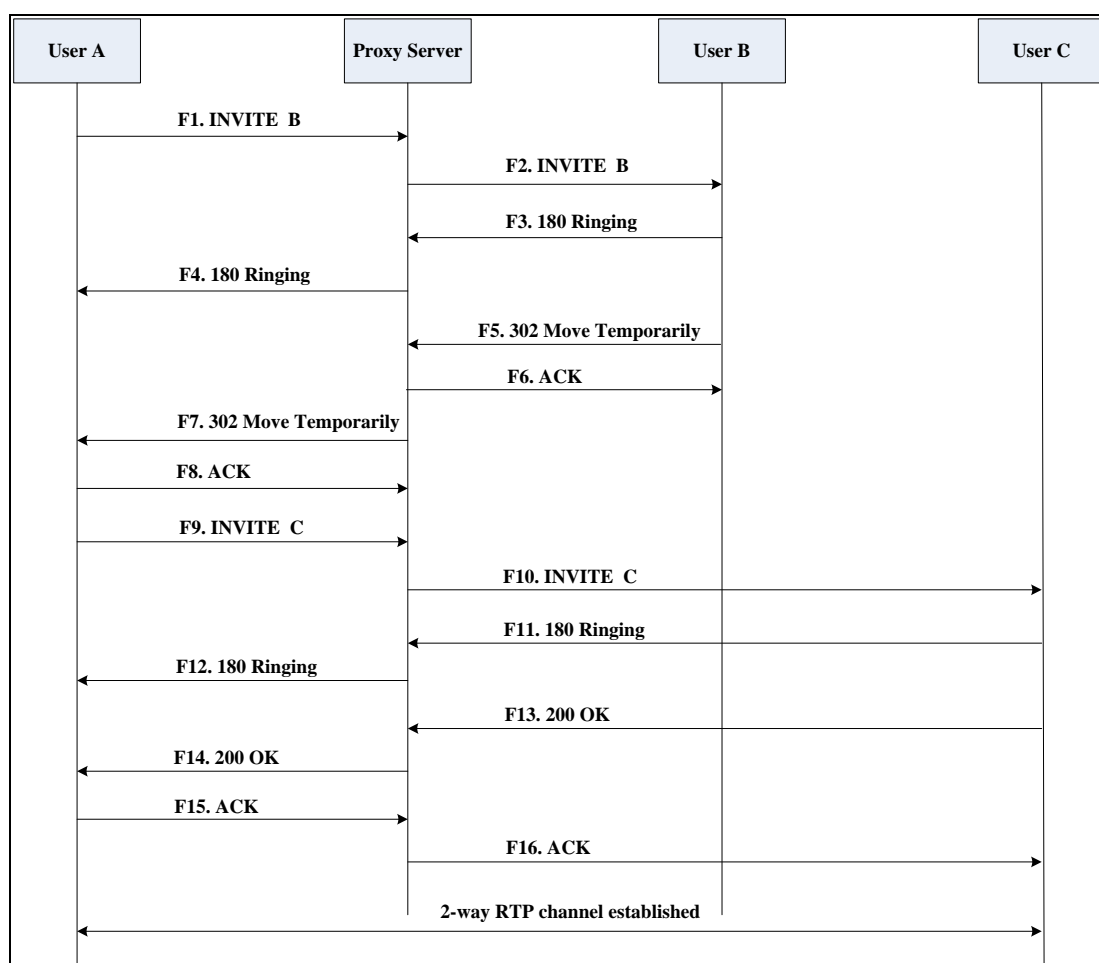 User A
Proxy Server
User B
User C
F1. INVITE B
F2. INVITE B
F3. 180 Ringing
F4. 180 Ringing
F5. 302 Move Temporarily
F6. ACK
F7. 302 Move Temporarily
F8. ACK
F9. INVITE C
F10. INVITE C
F11. 180 Ringing
F12. 180 Ringing
F13. 200 OK
F14. 200 OK
F15. ACK
F16. ACK
2-way RTP channel established